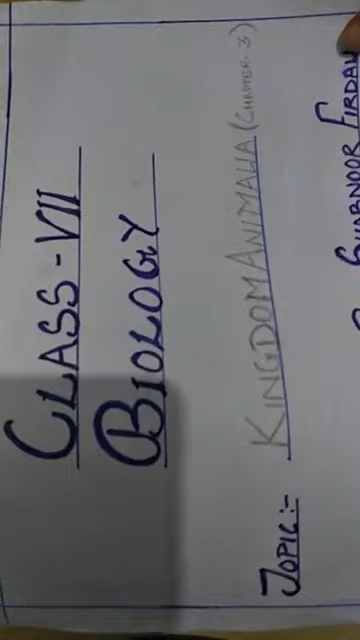 CLASS - VII
BIOLOGY
TOPIC:- KINGDOM ANIMALIA (CHAPTER - 3)